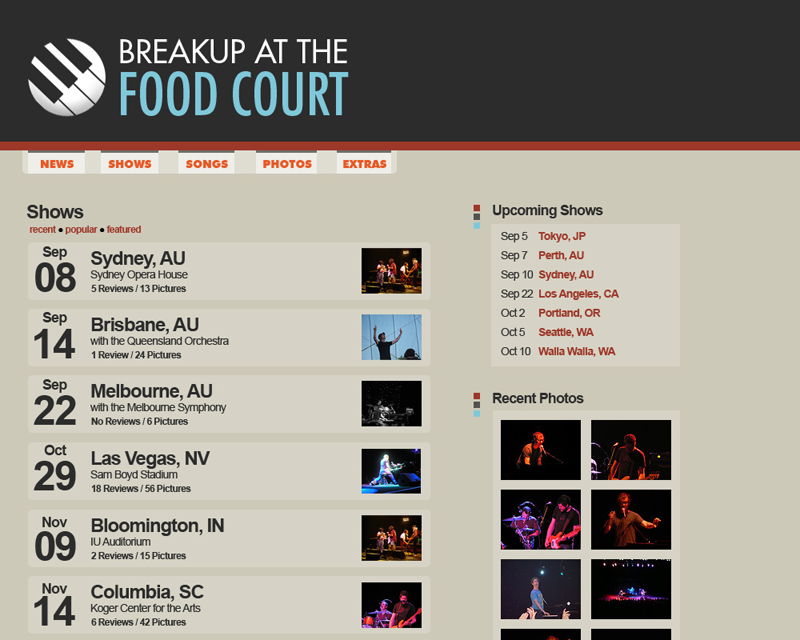 BREAKUP AT THE
FOOD COURT
NEWS SHOWS SONGS PHOTOS EXTRAS
Shows
recent • popular • featured
Sep
08
Sydney, AU
Sydney Opera House
5 Reviews / 13 Pictures
Sep
14
Brisbane, AU
with the Queensland Orchestra
1 Review / 24 Pictures
Sep
22
Melbourne, AU
with the Melbourne Symphony
No Reviews / 6 Pictures
Oct
29
Las Vegas, NV
Sam Boyd Stadium
18 Reviews / 56 Pictures
Nov
09
Bloomington, IN
IU Auditorium
2 Reviews / 15 Pictures
Nov
14
Columbia, SC
Koger Center for the Arts
6 Reviews / 42 Pictures
Upcoming Shows
Sep 5 Tokyo, JP
Sep 7 Perth, AU
Sep 10 Sydney, AU
Sep 22 Los Angeles, CA
Oct 2 Portland, OR
Oct 5 Seattle, WA
Oct 10 Walla Walla, WA
Recent Photos